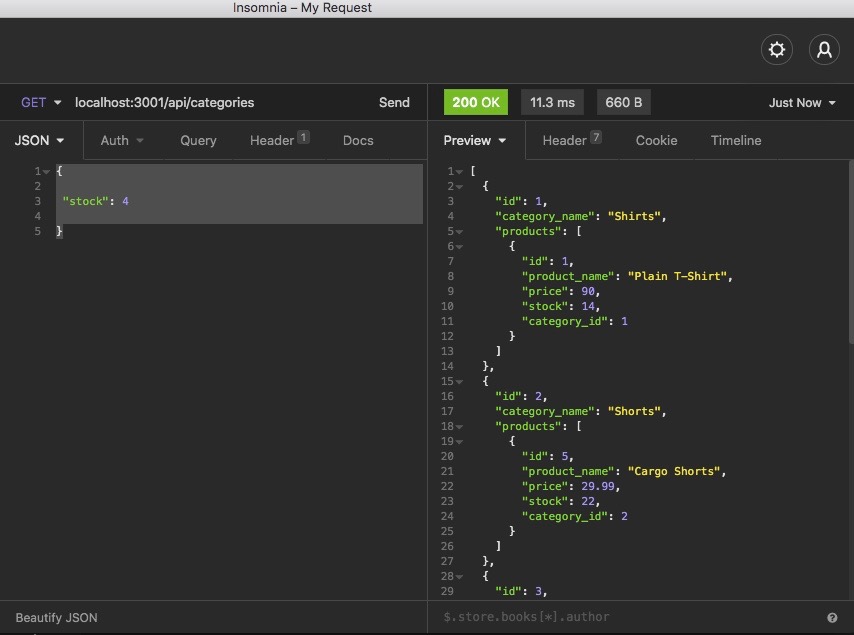 Insomnia – My Request
GET localhost:3001/api/categories Send
200 OK 11.3 ms 660 B Just Now
JSON Auth Query Header 1 Docs
Preview Header 7 Cookie Timeline
1 {
2
3 "stock": 4
4
5 }
1 [
2 {
3 "id": 1,
4 "category_name": "Shirts",
5 "products": [
6 {
7 "id": 1,
8 "product_name": "Plain T-Shirt",
9 "price": 90,
10 "stock": 14,
11 "category_id": 1
12 }
13 ]
14 },
15 {
16 "id": 2,
17 "category_name": "Shorts",
18 "products": [
19 {
20 "id": 5,
21 "product_name": "Cargo Shorts",
22 "price": 29.99,
23 "stock": 22,
24 "category_id": 2
25 }
26 ]
27 },
28 {
29 "id": 3,
Beautify JSON
$.store.books[*].author
?